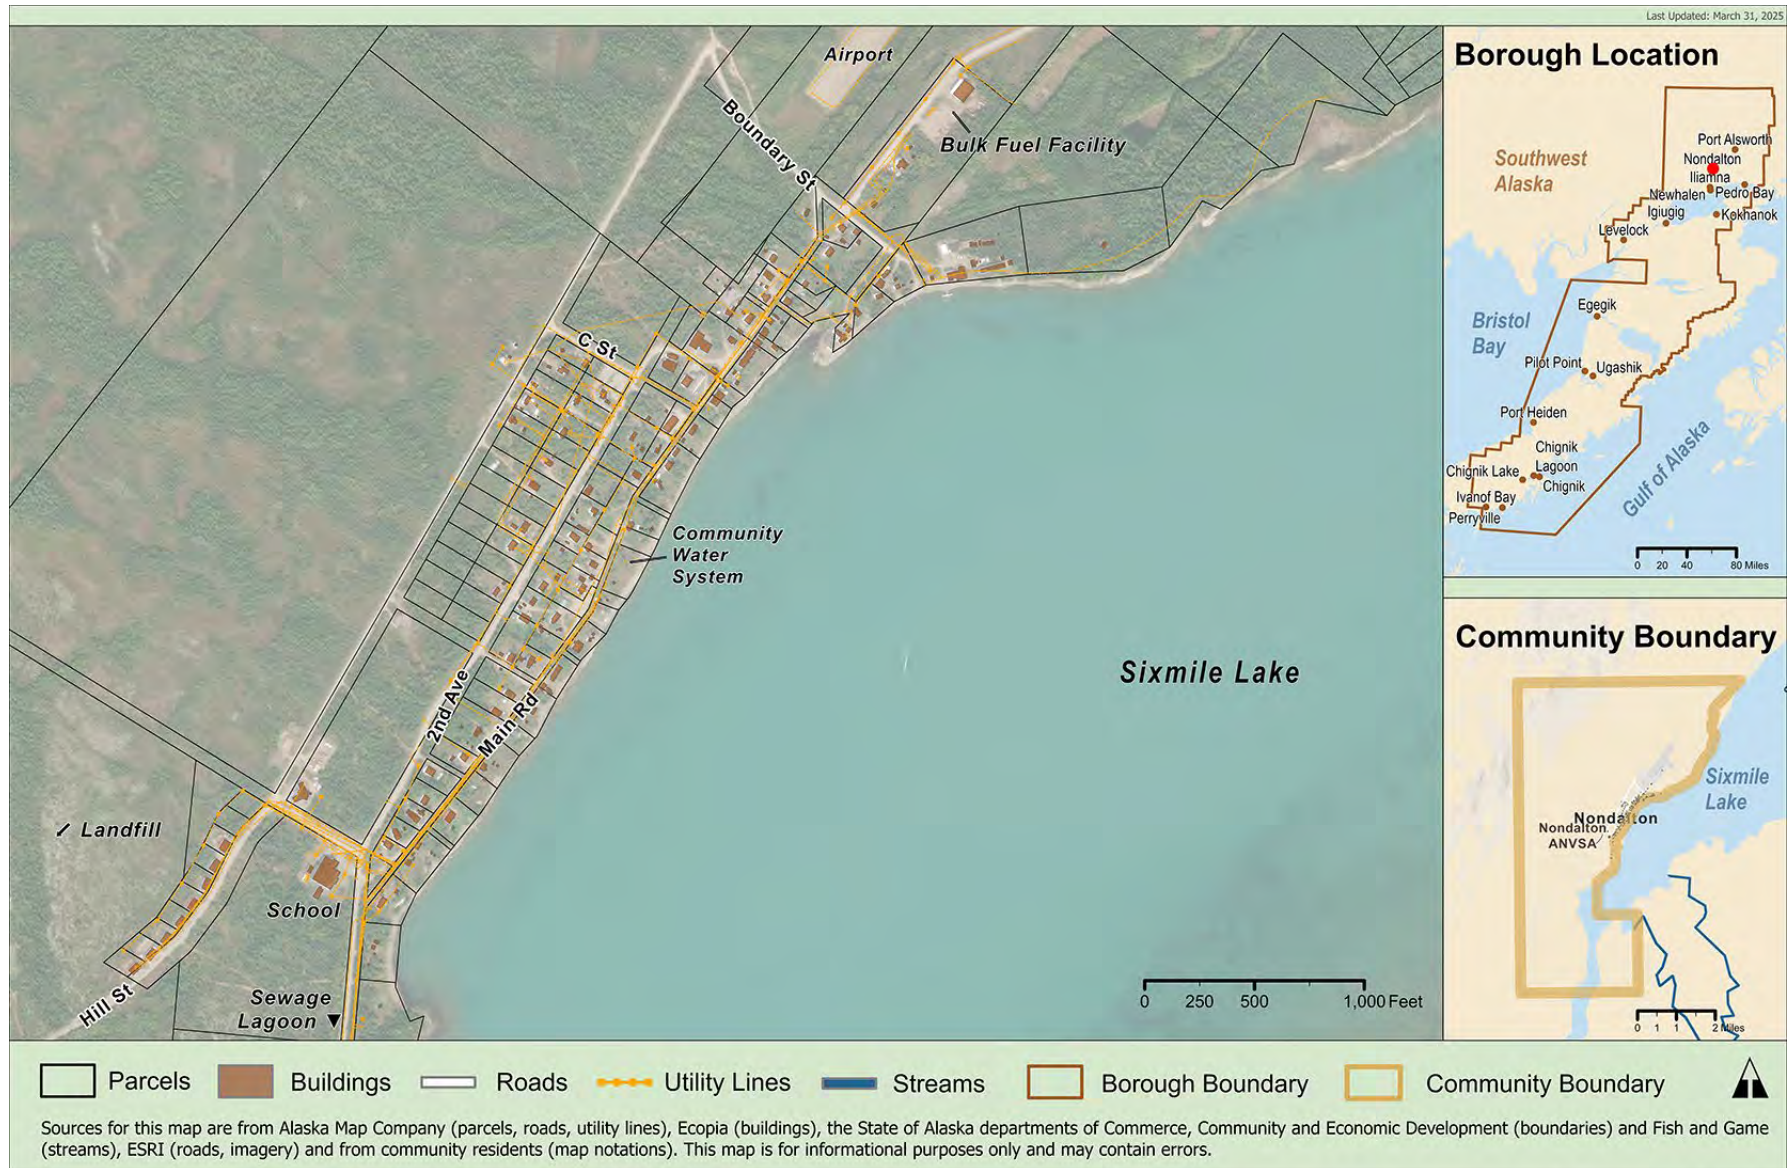 Last Updated: March 31, 2025
Airport
Boundary St
Bulk Fuel Facility
C St
Community
Water
System
Sixmile Lake
2nd Ave
Main Rd
Landfill
School
Hill St
Sewage
Lagoon
0 250 500 1,000 Feet
Borough Location
Southwest
Alaska
Port Alsworth
Nondalton
Iliamna
Newhalen
Pedro Bay
Igiugig
Kokhanok
Levelock
Egegik
Bristol
Bay
Pilot Point
Ugashik
Port Heiden
Chignik
Lagoon
Chignik Lake
Chignik
Ivanof Bay
Perryville
Gulf of Alaska
0 20 40 80 Miles
Community Boundary
Sixmile
Lake
Nondalton
Nondalton
ANVSA
0 1 1 2 Miles
Parcels Buildings Roads Utility Lines Streams Borough Boundary Community Boundary
Sources for this map are from Alaska Map Company (parcels, roads, utility lines), Ecopia (buildings), the State of Alaska departments of Commerce, Community and Economic Development (boundaries) and Fish and Game
(streams), ESRI (roads, imagery) and from community residents (map notations). This map is for informational purposes only and may contain errors.